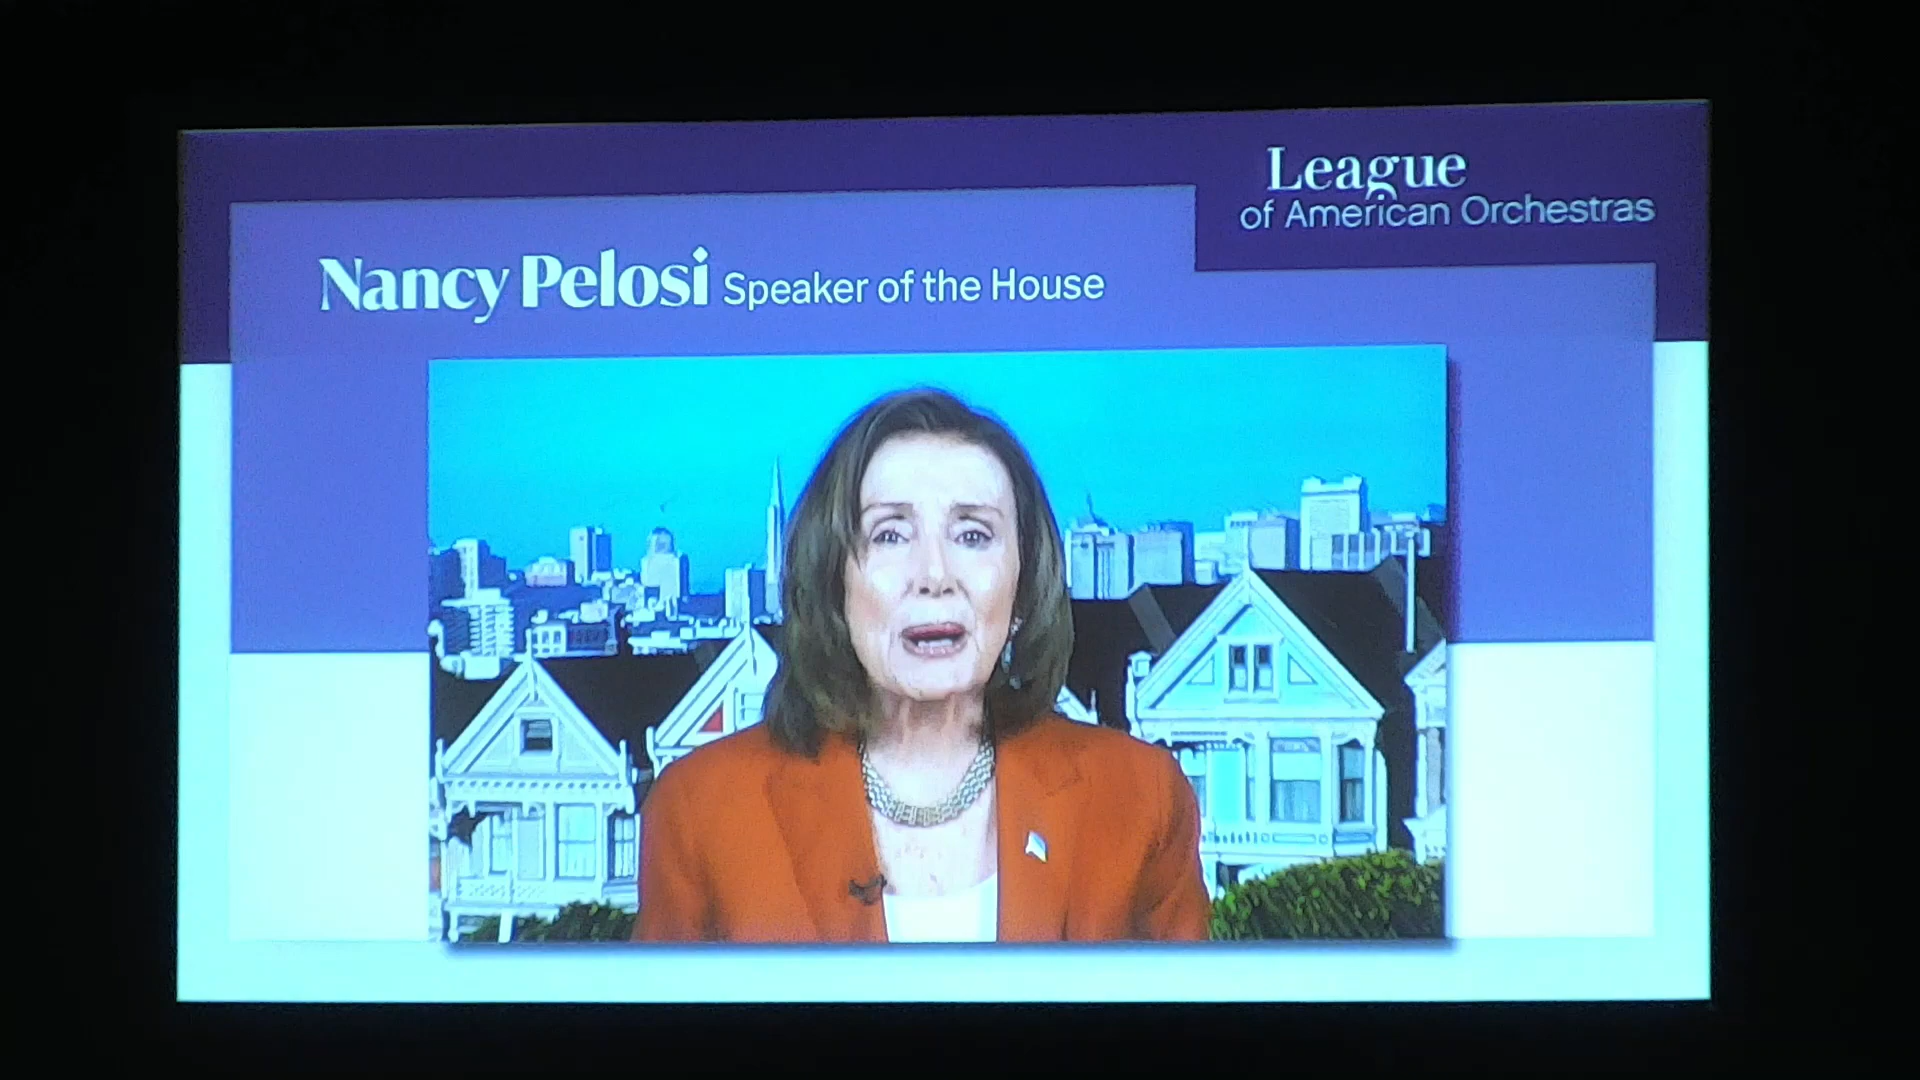 League
of American Orchestras
Nancy Pelosi Speaker of the House